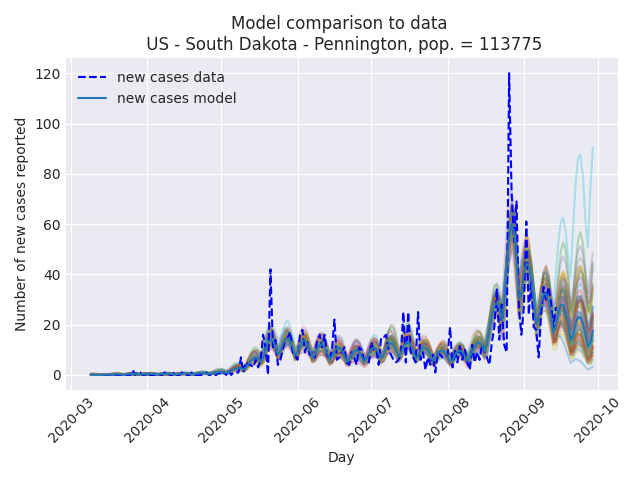 Model comparison to data
US - South Dakota - Pennington, pop. = 113775
new cases data
new cases model
Number of new cases reported
120
100
80
60
40
20
0
2020-03
2020-04
2020-05
2020-06
2020-07
2020-08
2020-09
2020-10
Day